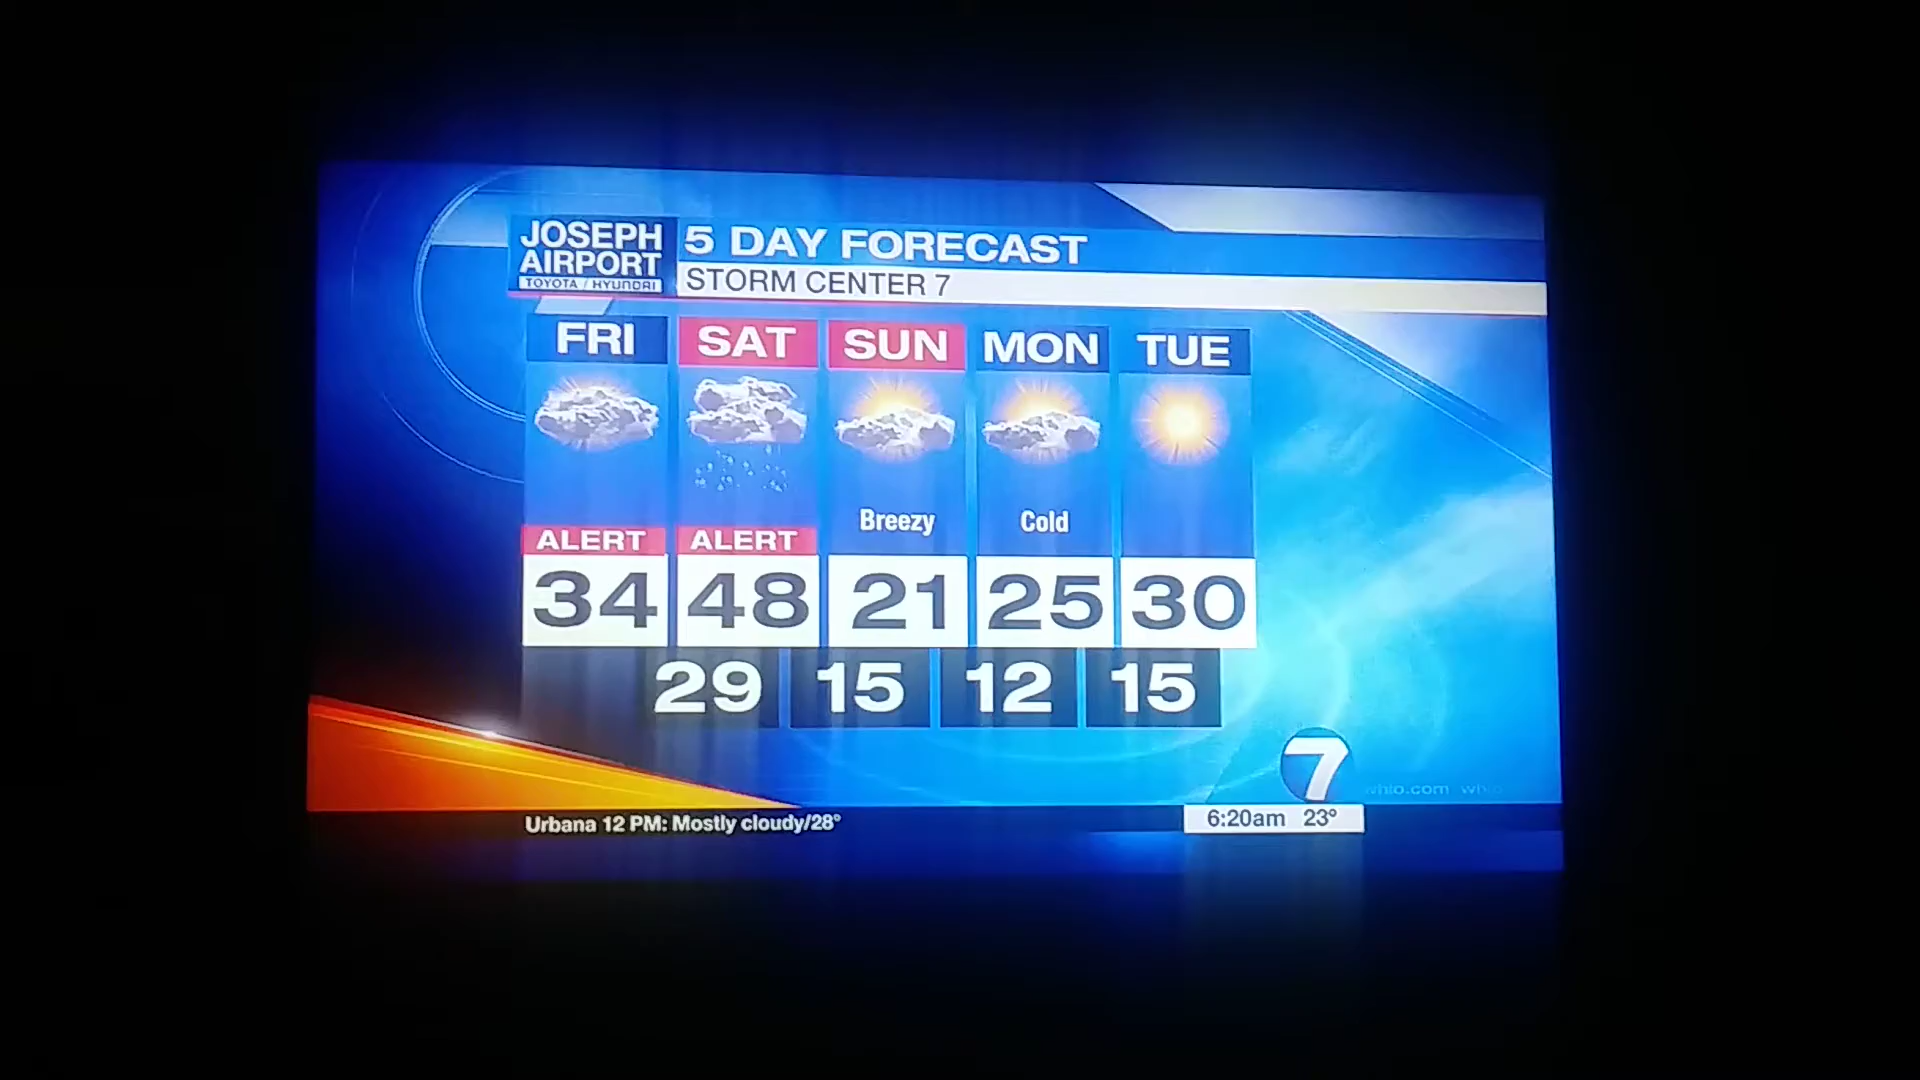 JOSEPH
AIRPORT
TOYOTA / HYUNDAI
5 DAY FORECAST
STORM CENTER 7
FRI SAT SUN MON TUE
Breezy Cold
ALERT ALERT
34 48 21 25 30
29 15 12 15
7
whio.com
Urbana 12 PM: Mostly cloudy/28°
6:20am 23°